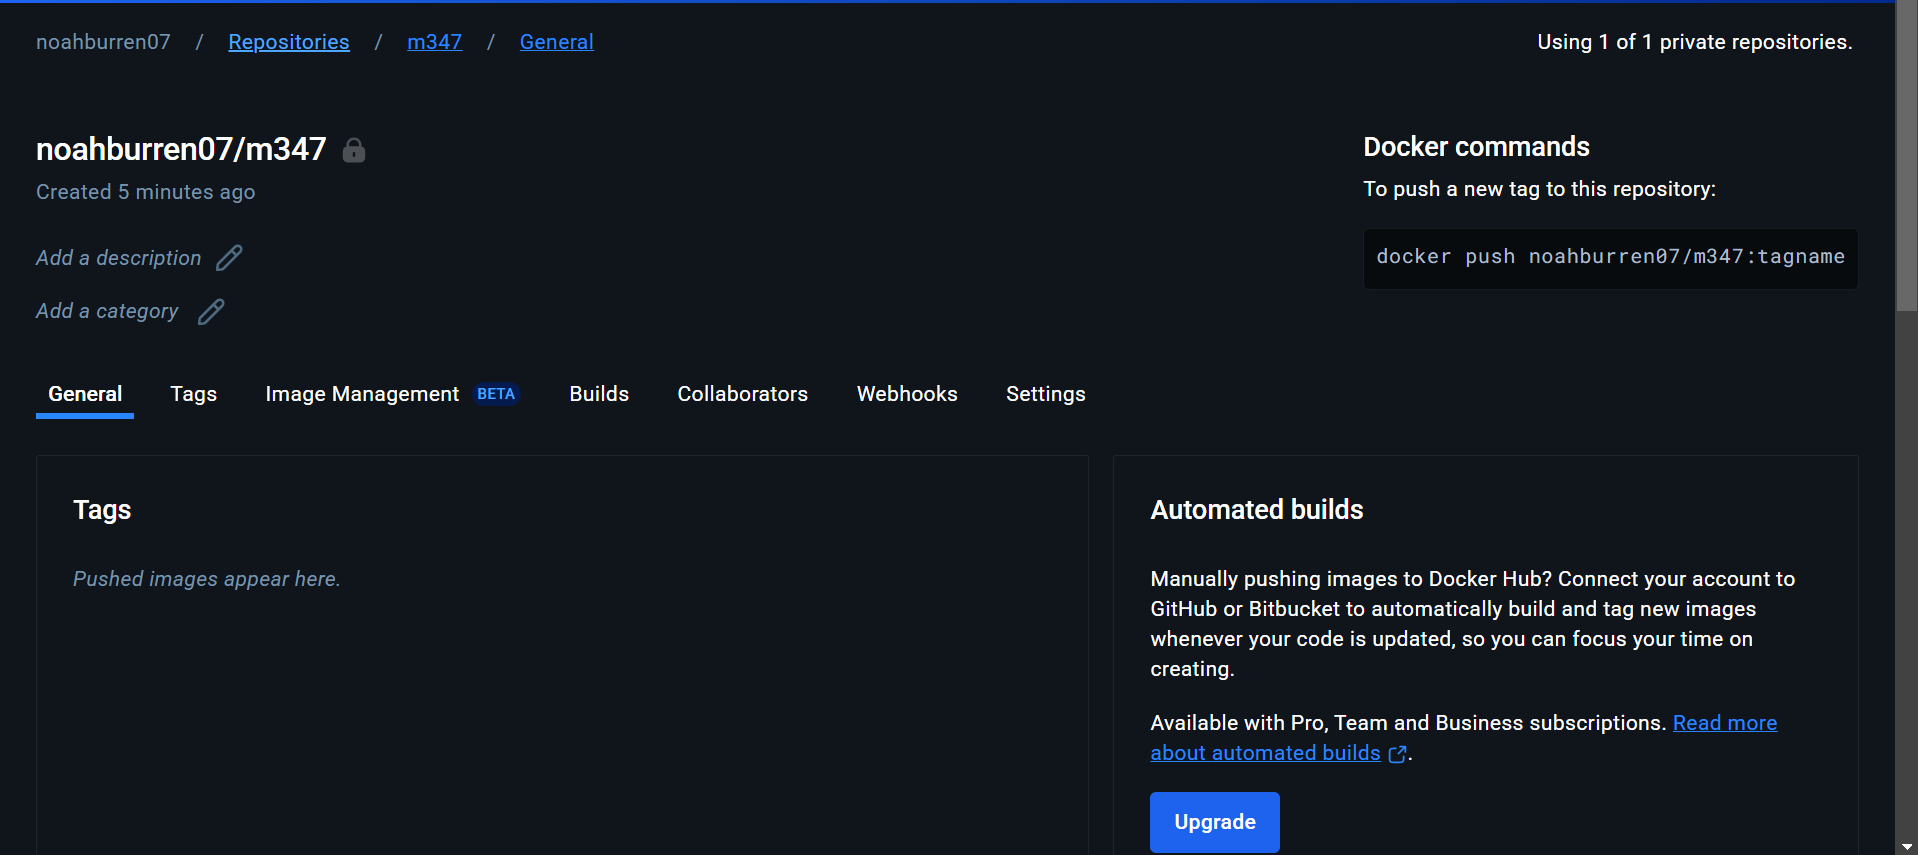 noahburren07 / Repositories / m347 / General
Using 1 of 1 private repositories.
noahburren07/m347
Created 5 minutes ago
Add a description
Add a category
Docker commands
To push a new tag to this repository:
docker push noahburren07/m347:tagname
General Tags Image Management BETA Builds Collaborators Webhooks Settings
Tags
Pushed images appear here.
Automated builds
Manually pushing images to Docker Hub? Connect your account to
GitHub or Bitbucket to automatically build and tag new images
whenever your code is updated, so you can focus your time on
creating.
Available with Pro, Team and Business subscriptions. Read more
about automated builds.
Upgrade